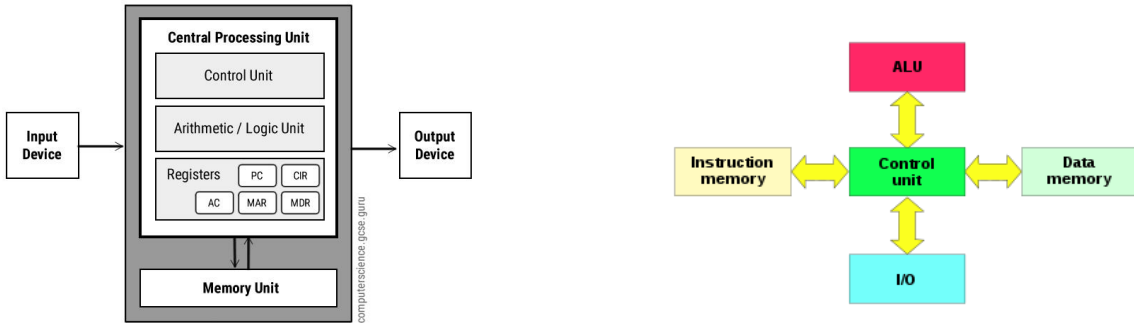 Central Processing Unit
Control Unit
Arithmetic / Logic Unit
Registers
PC
CIR
AC
MAR
MDR
Input
Device
Output
Device
Memory Unit
computerscience.gcse.guru
ALU
Instruction
memory
Control
unit
Data
memory
I/O